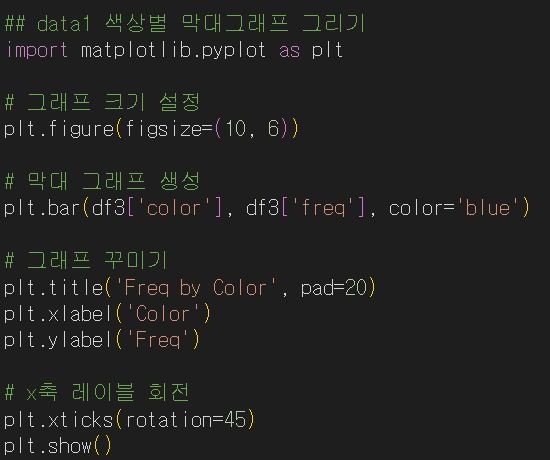 ## data1 색상별 막대그래프 그리기
import matplotlib.pyplot as plt
# 그래프 크기 설정
plt.figure(figsize=(10, 6))
# 막대 그래프 생성
plt.bar(df3['color'], df3['freq'], color='blue')
# 그래프 꾸미기
plt.title('Freq by Color', pad=20)
plt.xlabel('Color')
plt.ylabel('Freq')
# x축 레이블 회전
plt.xticks(rotation=45)
plt.show()